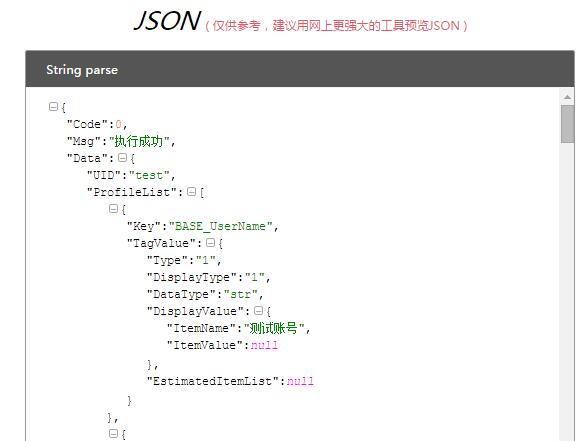 JSON（仅供参考，建议用网上更强大的工具预览JSON）
String parse
{
"Code":0,
"Msg":"执行成功",
"Data":{
"UID":"test",
"ProfileList":[
{
"Key":"BASE_UserName",
"TagValue":{
"Type":"1",
"DisplayType":"1",
"DataType":"str",
"DisplayValue":{
"ItemName":"测试账号",
"ItemValue":null
},
"EstimatedItemList":null
}
},
{